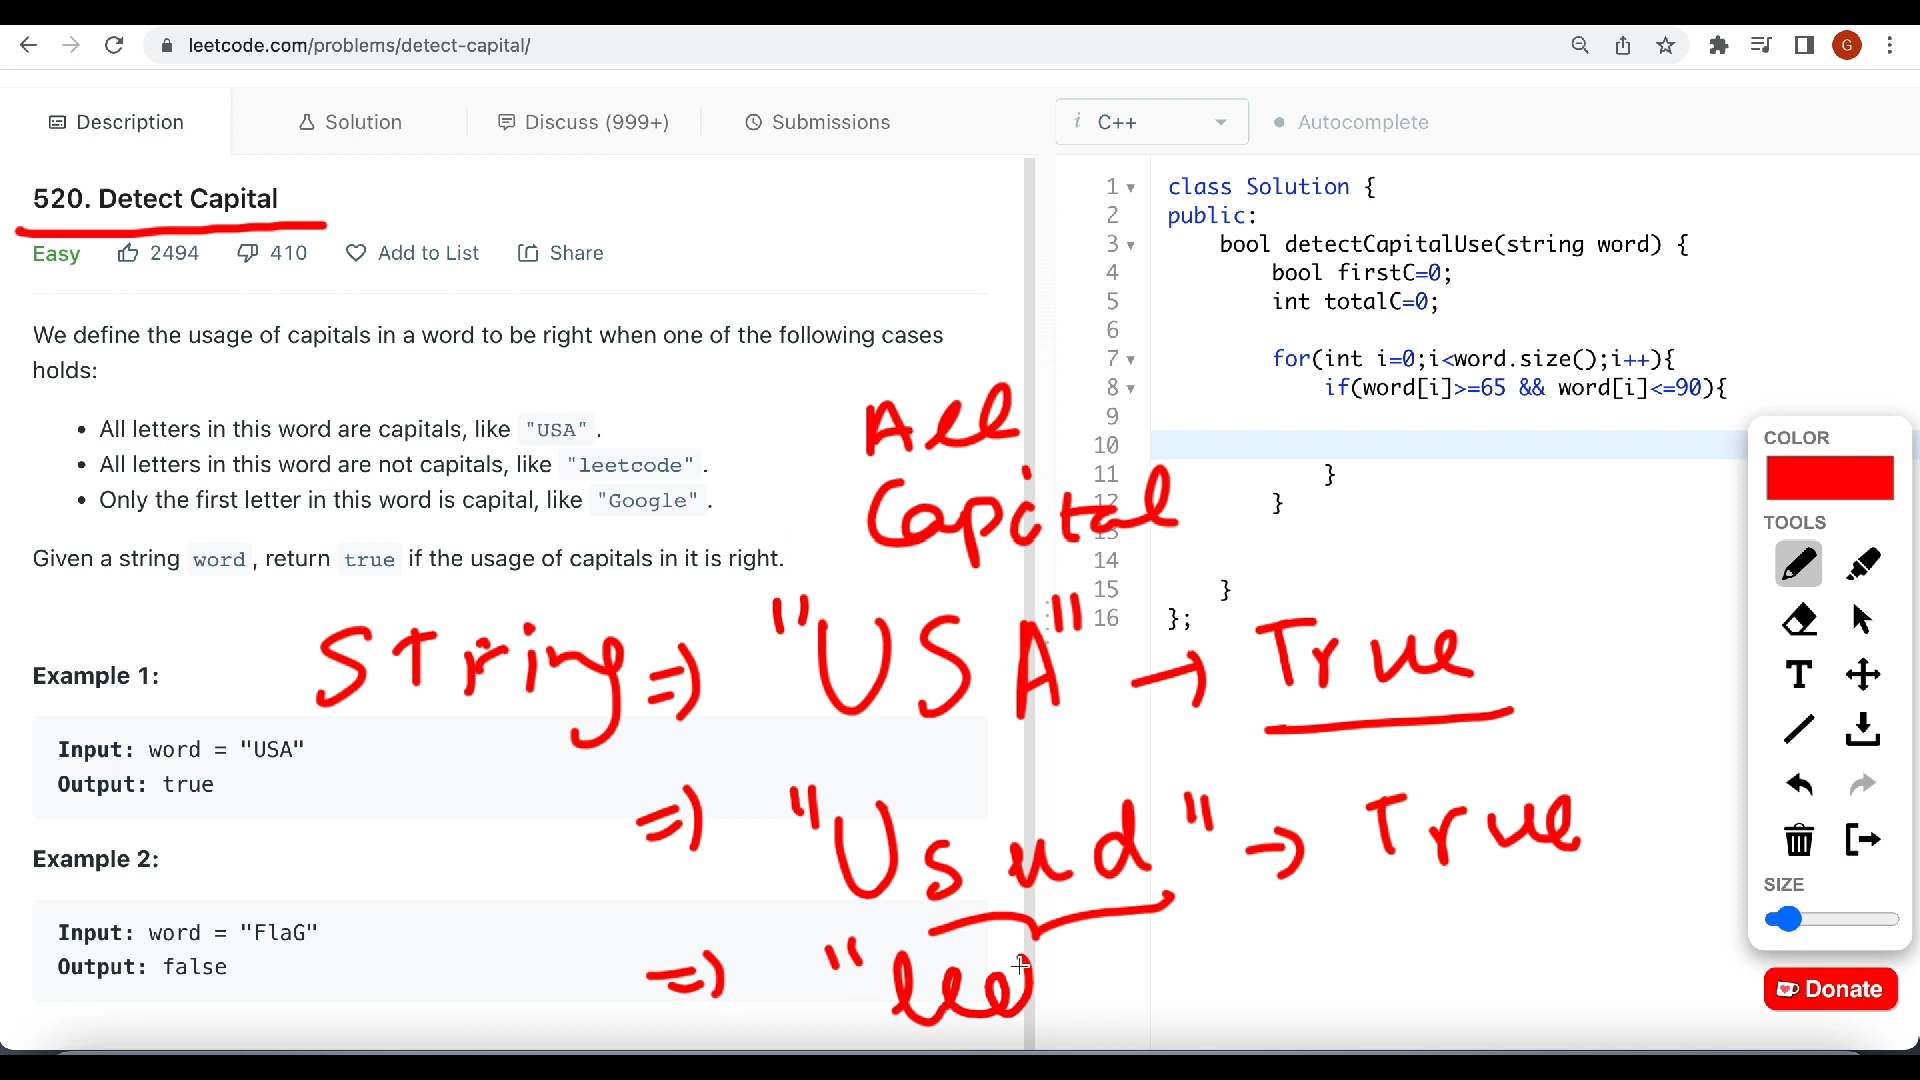 leetcode.com/problems/detect-capital/
G
Description
Solution
Discuss (999+)
Submissions
i C++
Autocomplete
520. Detect Capital
Easy 2494 410 Add to List Share
We define the usage of capitals in a word to be right when one of the following cases
holds:
• All letters in this word are capitals, like "USA" .
• All letters in this word are not capitals, like "leetcode" .
• Only the first letter in this word is capital, like "Google" .
Given a string word , return true if the usage of capitals in it is right.
Example 1:
Input: word = "USA"
Output: true
Example 2:
Input: word = "FlaG"
Output: false
All
Capital
String => "USA" → True
=> "Usud" → True
=> "lee
1 class Solution {
2 public:
3 bool detectCapitalUse(string word) {
4 bool firstC=0;
5 int totalC=0;
6
7 for(int i=0;i<word.size();i++){
8 if(word[i]>=65 && word[i]<=90){
9
10
11 }
12 }
13
14
15 }
16 };
COLOR
TOOLS
T
SIZE
Donate